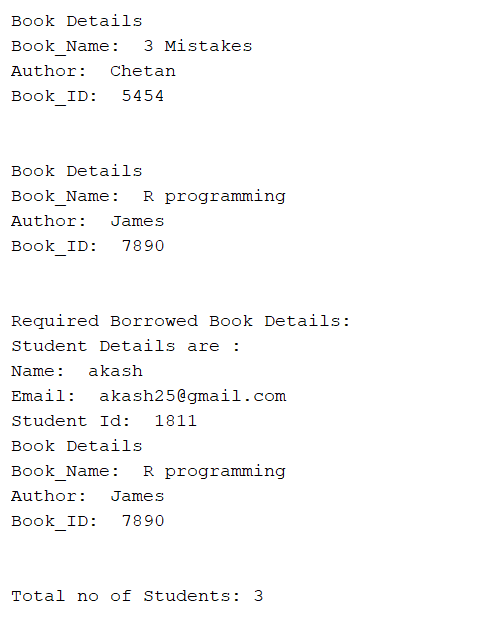 Book Details
Book_Name:  3 Mistakes
Author:  Chetan
Book_ID:  5454
Book Details
Book_Name:  R programming
Author:  James
Book_ID:  7890
Required Borrowed Book Details:
Student Details are :
Name:  akash
Email:  akash25@gmail.com
Student Id:  1811
Book Details
Book_Name:  R programming
Author:  James
Book_ID:  7890
Total no of Students: 3